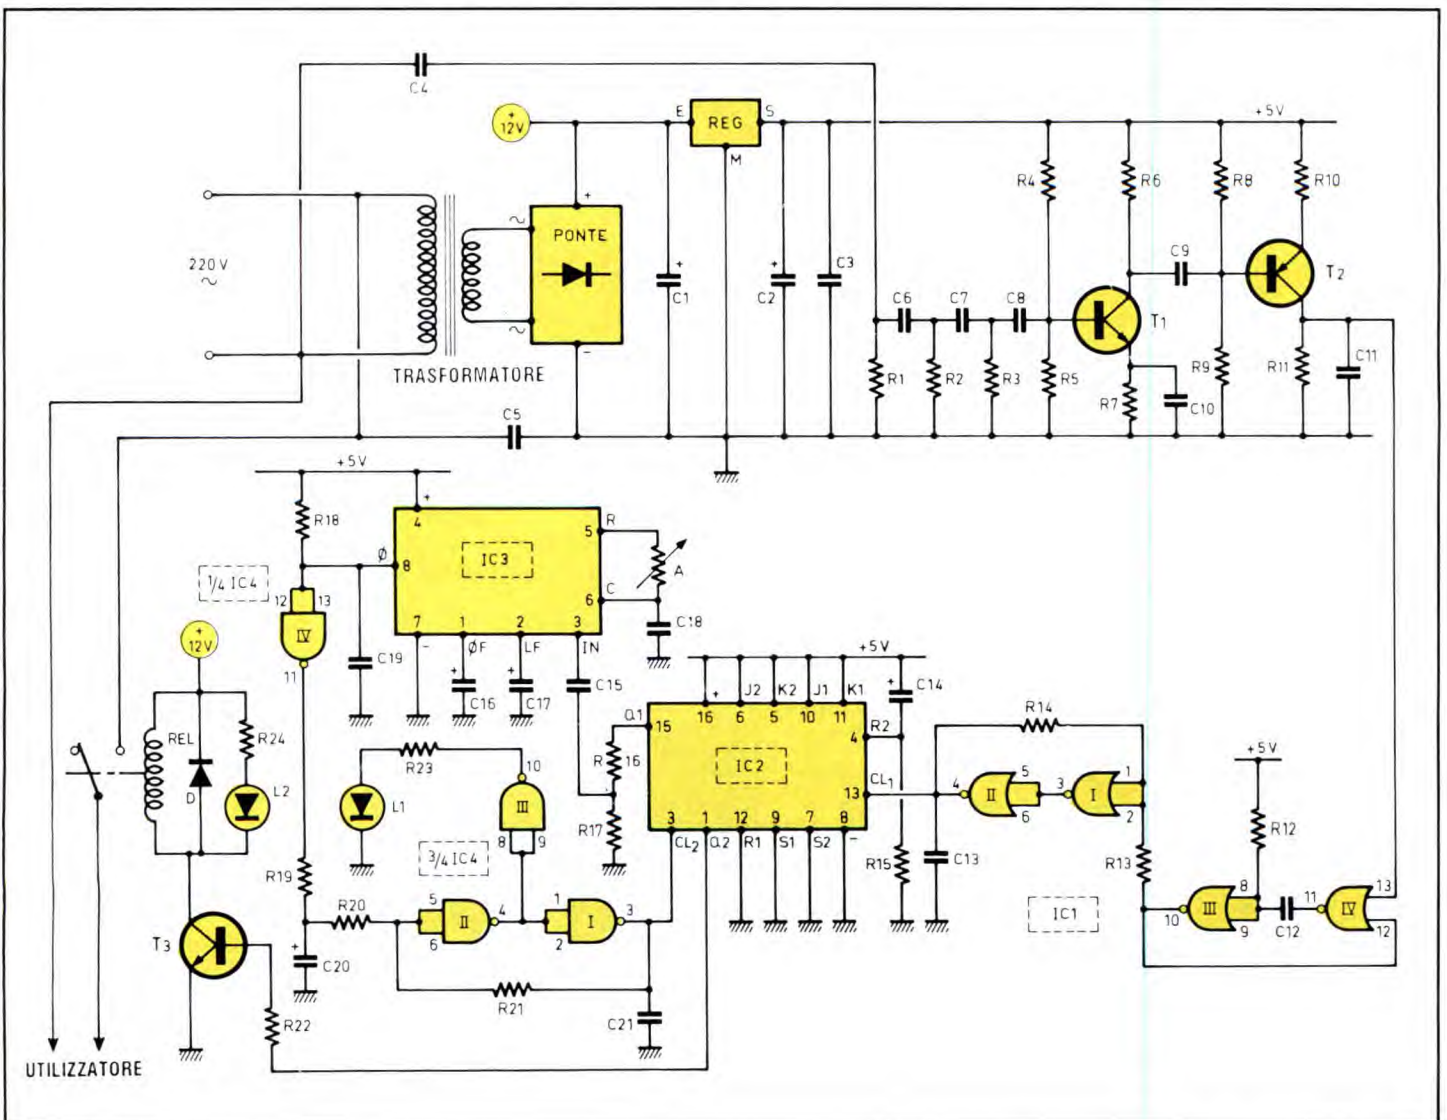 C4
+
12V
E
REG
S
M
+5V
R4
R6
R8
R10
220 V
~
~
+
PONTE
~
-
TRASFORMATORE
+
C1
+
C2
C3
C6
C7
C8
C9
T1
T2
R1
R2
R3
R5
R7
C10
R9
R11
C11
C5
+5V
R18
+
4
Ø
8
IC3
5
R
A
6
C
1/4 IC4
12
13
IV
11
7
-
1
ØF
2
LF
3
IN
C18
C19
+
C16
+
C17
C15
+
12V
REL
D
R24
L2
L1
R23
10
III
8
9
3/4 IC4
Q1
15
R
16
R17
+5V
+
16
J2
6
K2
5
J1
10
K1
11
R2
4
IC2
CL1
13
3
CL2
1
Q2
12
R1
9
S1
7
S2
8
-
+
C14
R15
R14
4
II
5
6
3
I
1
2
C13
R13
+5V
R12
IC1
10
III
8
9
C12
11
IV
13
12
R19
R20
5
6
II
4
1
2
I
3
+
C20
R21
C21
T3
R22
UTILIZZATORE